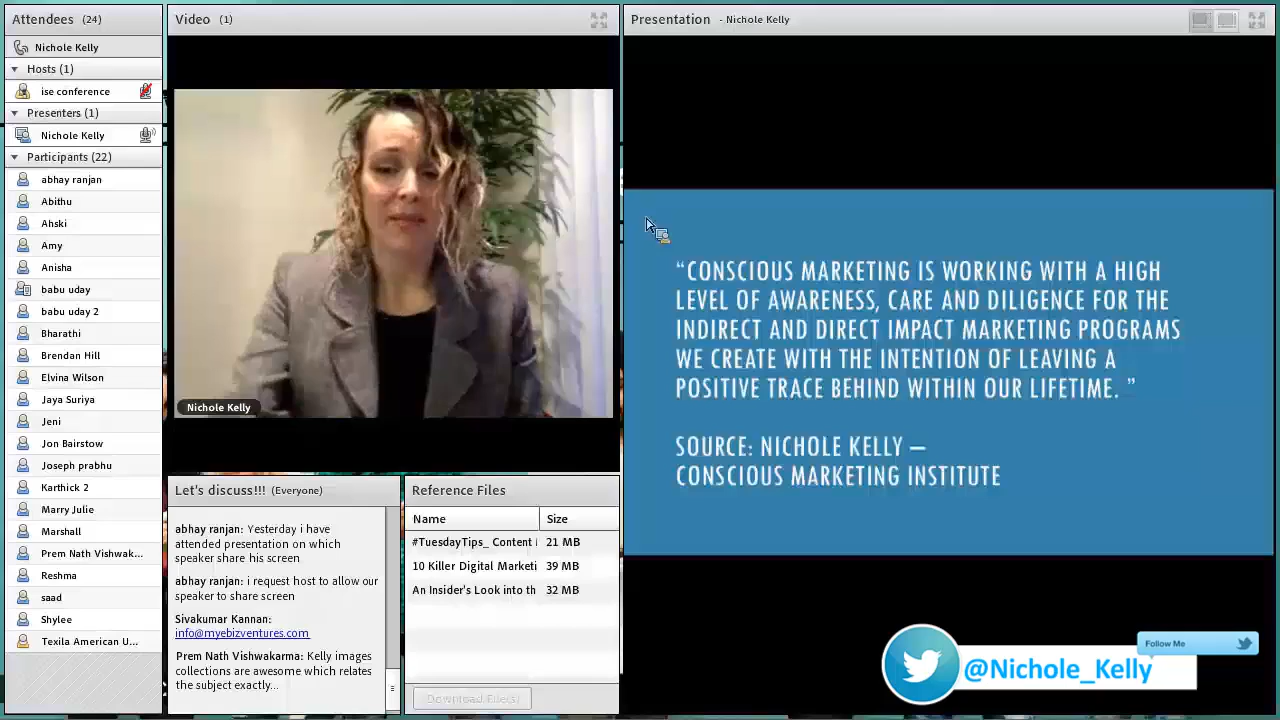 Attendees (24)
Nichole Kelly
Hosts (1)
ise conference
Presenters (1)
Nichole Kelly
Participants (22)
abhay ranjan
Abithu
Ahski
Amy
Anisha
babu uday
babu uday 2
Bharathi
Brendan Hill
Elvina Wilson
Jaya Suriya
Jeni
Jon Bairstow
Joseph prabhu
Karthick 2
Marry Julie
Marshall
Prem Nath Vishwak...
Reshma
saad
Shylee
Texila American U...
Video (1)
Nichole Kelly
Let's discuss!!! (Everyone)
abhay ranjan: Yesterday i have
attended presentation on which
speaker share his screen
abhay ranjan: i request host to allow our
speaker to share screen
Sivakumar Kannan:
info@myebizventures.com
Prem Nath Vishwakarma: Kelly images
collections are awesome which relates
the subject exactly...
Reference Files
Name Size
#TuesdayTips_ Content 21 MB
10 Killer Digital Marketi 39 MB
An Insider's Look into th 32 MB
Download File(s)
Presentation - Nichole Kelly
“CONSCIOUS MARKETING IS WORKING WITH A HIGH
LEVEL OF AWARENESS, CARE AND DILIGENCE FOR THE
INDIRECT AND DIRECT IMPACT MARKETING PROGRAMS
WE CREATE WITH THE INTENTION OF LEAVING A
POSITIVE TRACE BEHIND WITHIN OUR LIFETIME. ”
SOURCE: NICHOLE KELLY –
CONSCIOUS MARKETING INSTITUTE
Follow Me
@Nichole_Kelly